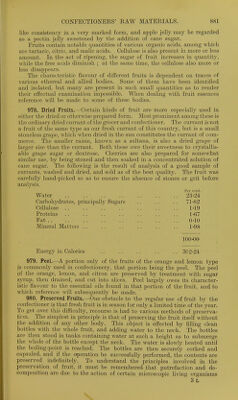 CONFECTIONERS' RAW MATERIALS. 881
like consistency in a very marked form, and apple jelly may be regarded
as a pectin jelly sweetened by the addition of cane sugar.
Fruits contain notable quantities of various organic acids, among which
are tartaric, citric, and malic acids. Cellulose is also present in more or less
amount. In the act of ripening, the sugar of fruit increases in quantity,
while the free acids diminish ; at the same time, the cellulose also more or
less disappears.
The characteristic flavour of different fruits is dependent on traces of
various ethereal and allied bodies. Some of them have been identified
and isolated, but many are present in such small quantities as to render
their effectual examination impossible. When dealing with fruit essences
reference will be made to some of these bodies.
978. Dried Fruits.—Certain kinds of fruit are more especially used in
either the dried or otherwise prepared form. Most prominent among these is
the ordinary dried currant of the grocer and confectioner. The currant is not
a fruit of the same type as our fresh currant of this country, but is a small
stoneless grape, which when dried in the sun constitutes the currant of com-
merce. The smaller raisin, known as a sultana, is also a dried grape of
larger size than the currant. Both these owe their sweetness to crystallis-
able grape sugar or dextrose. Cherries are also prepared for somewhat
similar use, by being stoned and then soaked in a concentrated solution of
cane sugar. The following is the result of analysis of a good sample of
currants, washed and dried, and sold as of the best quality. The fruit was
carefully hand-picked so as to ensure the absence of stones or grit before
analysis.
Per cent.
Water .. .. .. .. .. .. 23·24
Carbohydrates, principally Sugars .. .. .. 71·82
Cellulose .. .. .. .. .. .. 1·19
Proteins .. .. .. .. .. .. 1·67
Fat .. .. .. .. .. .. 0·10
Mineral Matters .. .. .. .. .. 1·98
100·00
Energy in Calories .. .. .. .. 302·24
979. Peel.—A portion only of the fruits of the orange and lemon type
is commonly used in confectionery, that portion being the peel. The peel
of the orange, lemon, and citron are preserved by treatment with sugar
syrup, then drained, and cut into slices. Peel largely owes its character-
istic flavour to the essential oils found in that portion of the fruit, and to
which reference will subsequently be made.
980. Preserved Fruits.—An obstacle to the regular use of fruit by the
confectioner is that fresh fruit is in season for only a limited time of the year.
To get over this difficulty, recourse is had to various methods of preserva-
tion. The simplest in principle is that of preserving the fruit itself without
the addition of any other body. This object is effected by filling clean
bottles with the whole fruit, and adding water to the neck. The bottles
are then stood in tanks containing water at such a height as to submerge
the whole of the bottle except the neck. The water is slowly heated until
the boiling-point is reached. The bottles are then securely corked and
capsuled, and if the operation be successfully performed, the contents are
preserved indefinitely. To understand the principles involved in the
preservation of fruit, it must be remembered that putrefaction and de-
composition are due to the action of certain microscopic living organisms
3 L